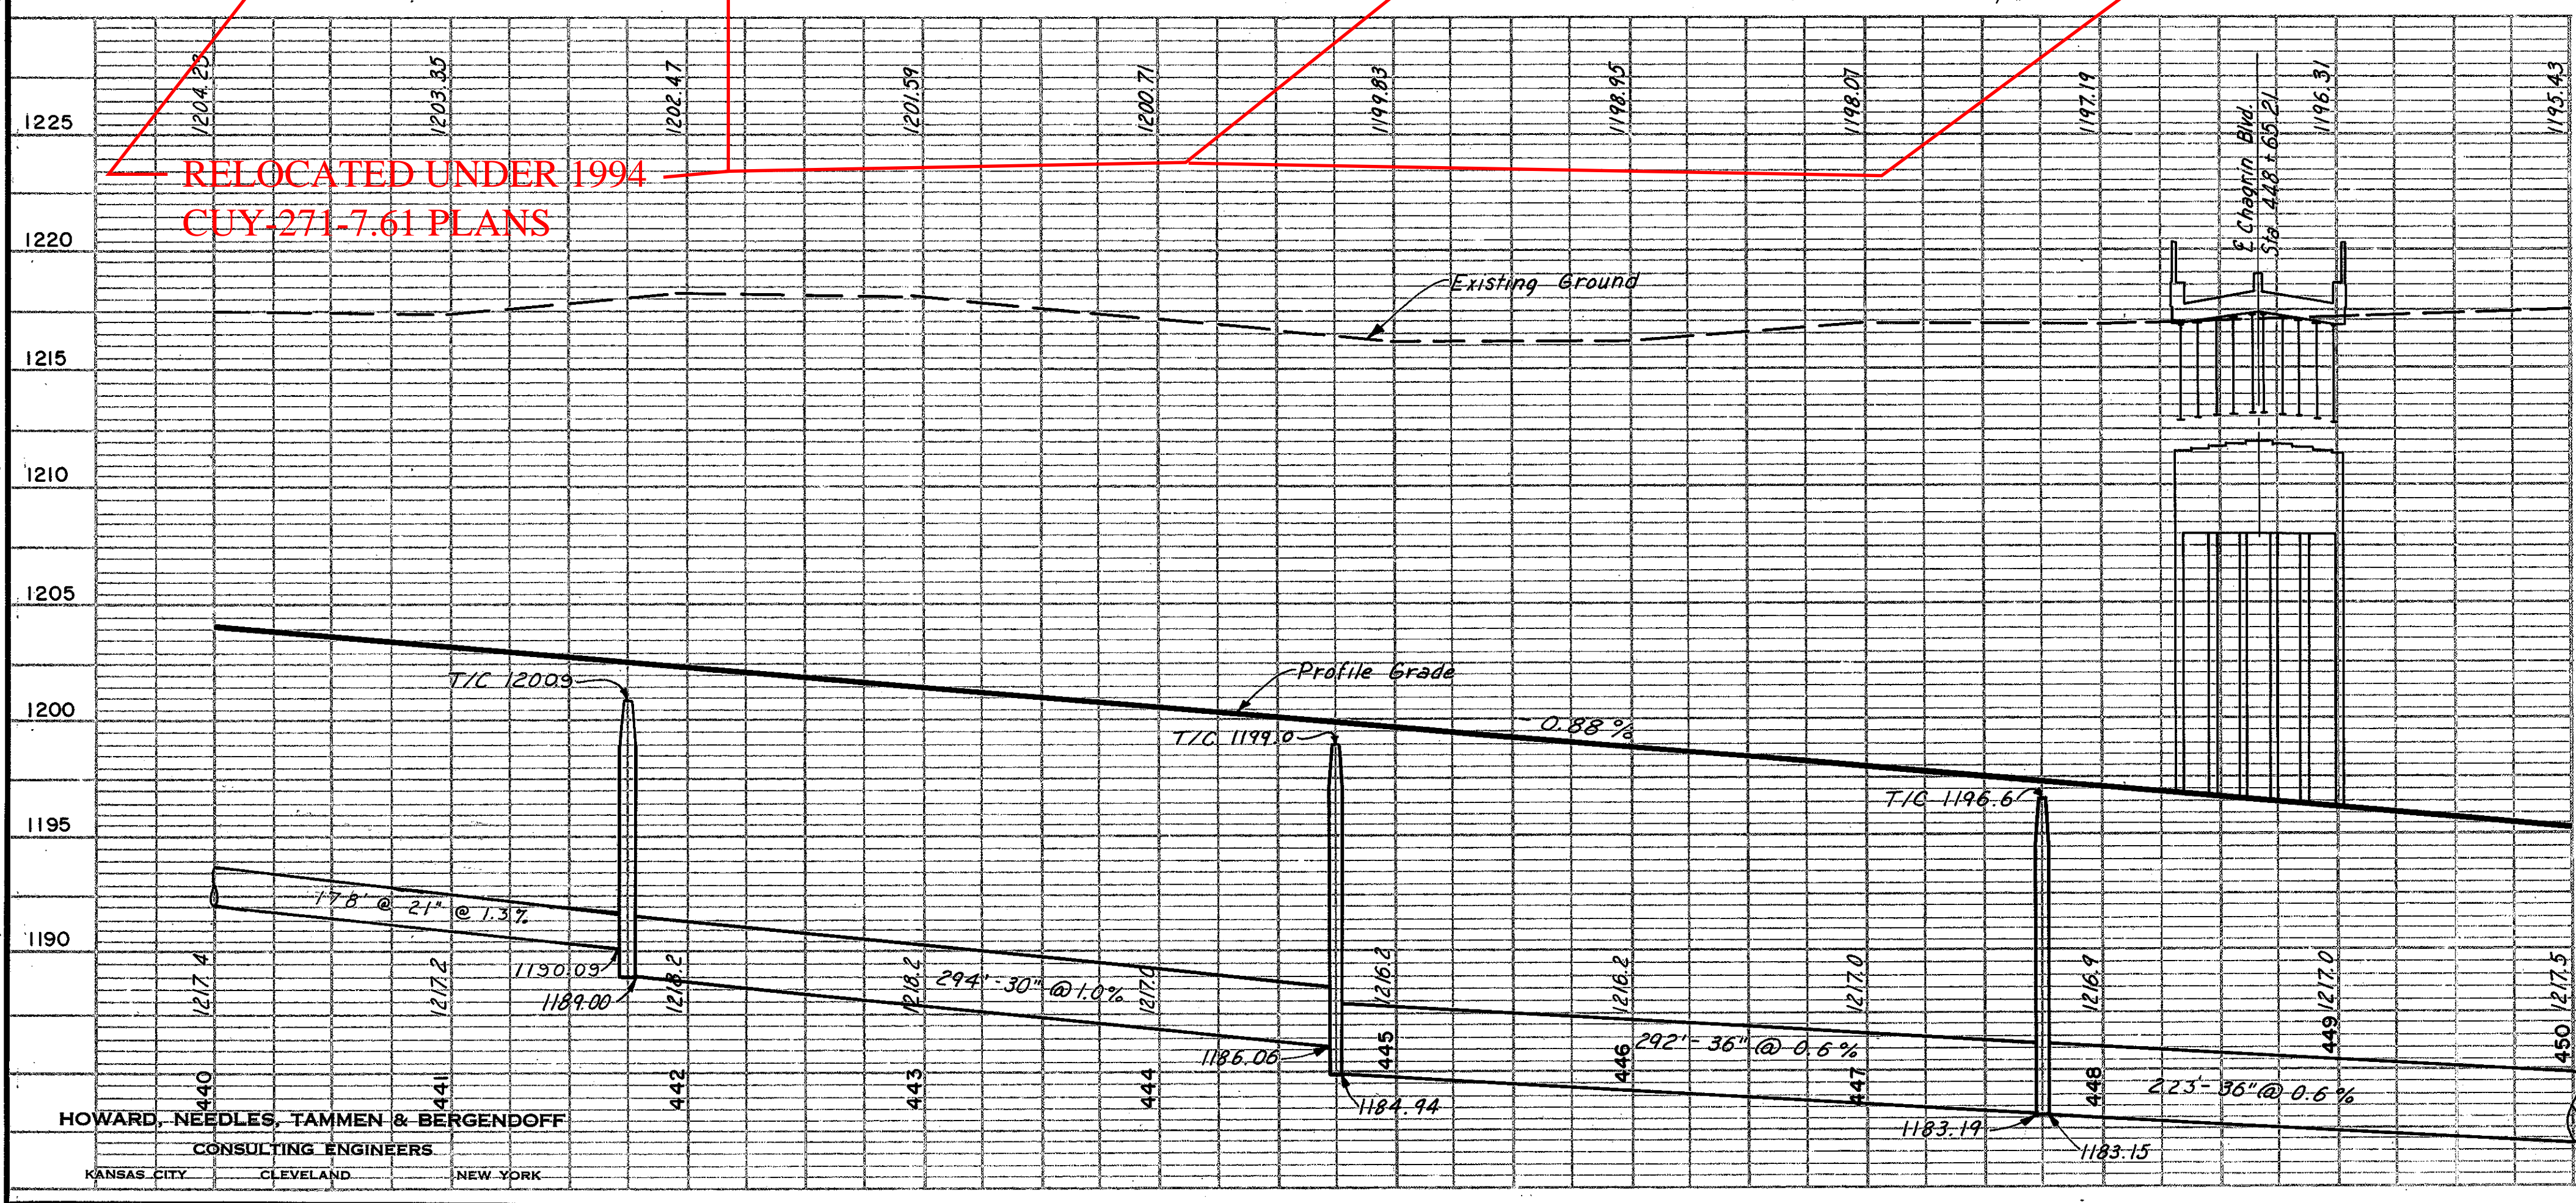 1204.23
1203.35
1202.47
1201.59
1200.71
1199.83
1198.95
1198.07
1197.19
1196.31
1195.43
℄ Chagrin Blvd.
Sta. 448+65.21
RELOCATED UNDER 1994
CUY-271-7.61 PLANS
1225
1220
1215
1210
1205
1200
1195
1190
Existing Ground
Profile Grade
- 0.88 %
T/C 1200.9
T/C 1199.0
T/C 1196.6
178' @ 21" @ 1.3%
1190.09
1189.00
294' - 30" @ 1.0%
1186.06
1184.94
292' - 36" @ 0.6 %
1183.19
1183.15
223' - 36" @ 0.6 %
1217.4
1217.2
1218.2
1218.2
1217.0
1216.2
1216.2
1217.0
1216.9
1217.0
1217.5
440
441
442
443
444
445
446
447
448
449
450
HOWARD, NEEDLES, TAMMEN & BERGENDOFF
CONSULTING ENGINEERS
KANSAS CITY CLEVELAND NEW YORK